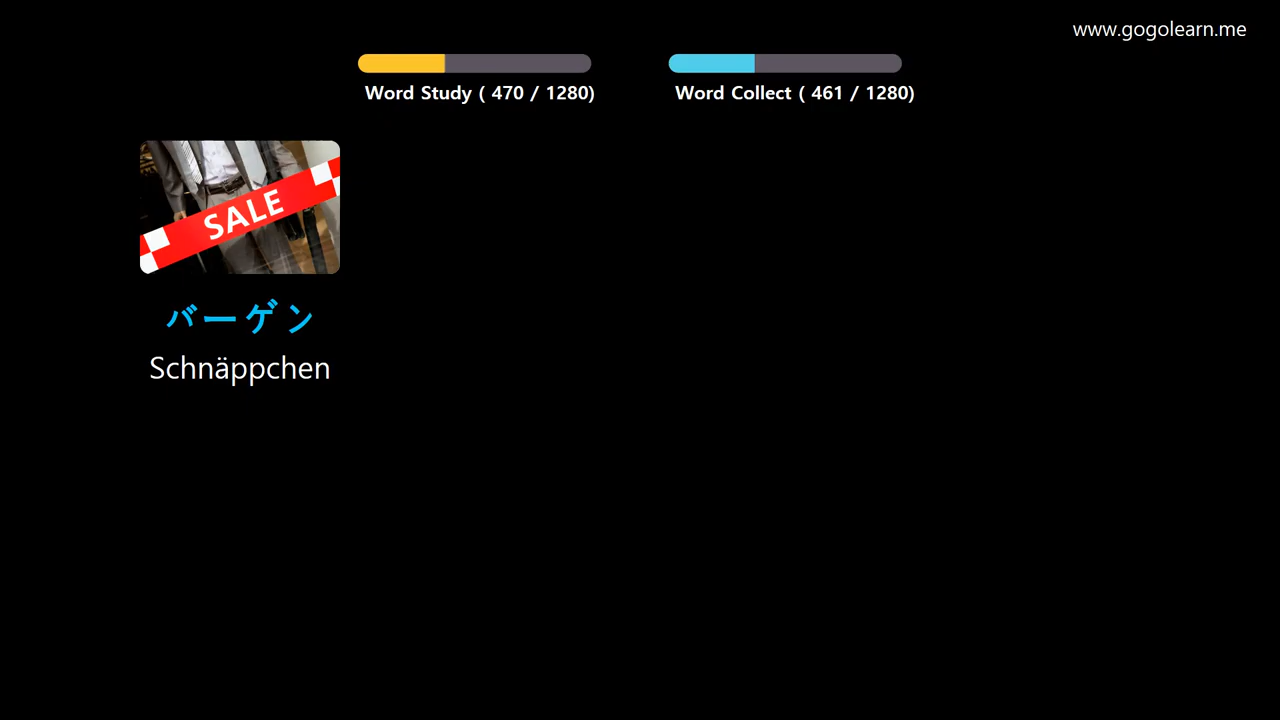 www.gogolearn.me
Word Study ( 470 / 1280)
Word Collect ( 461 / 1280)
SALE
バーゲン
Schnäppchen